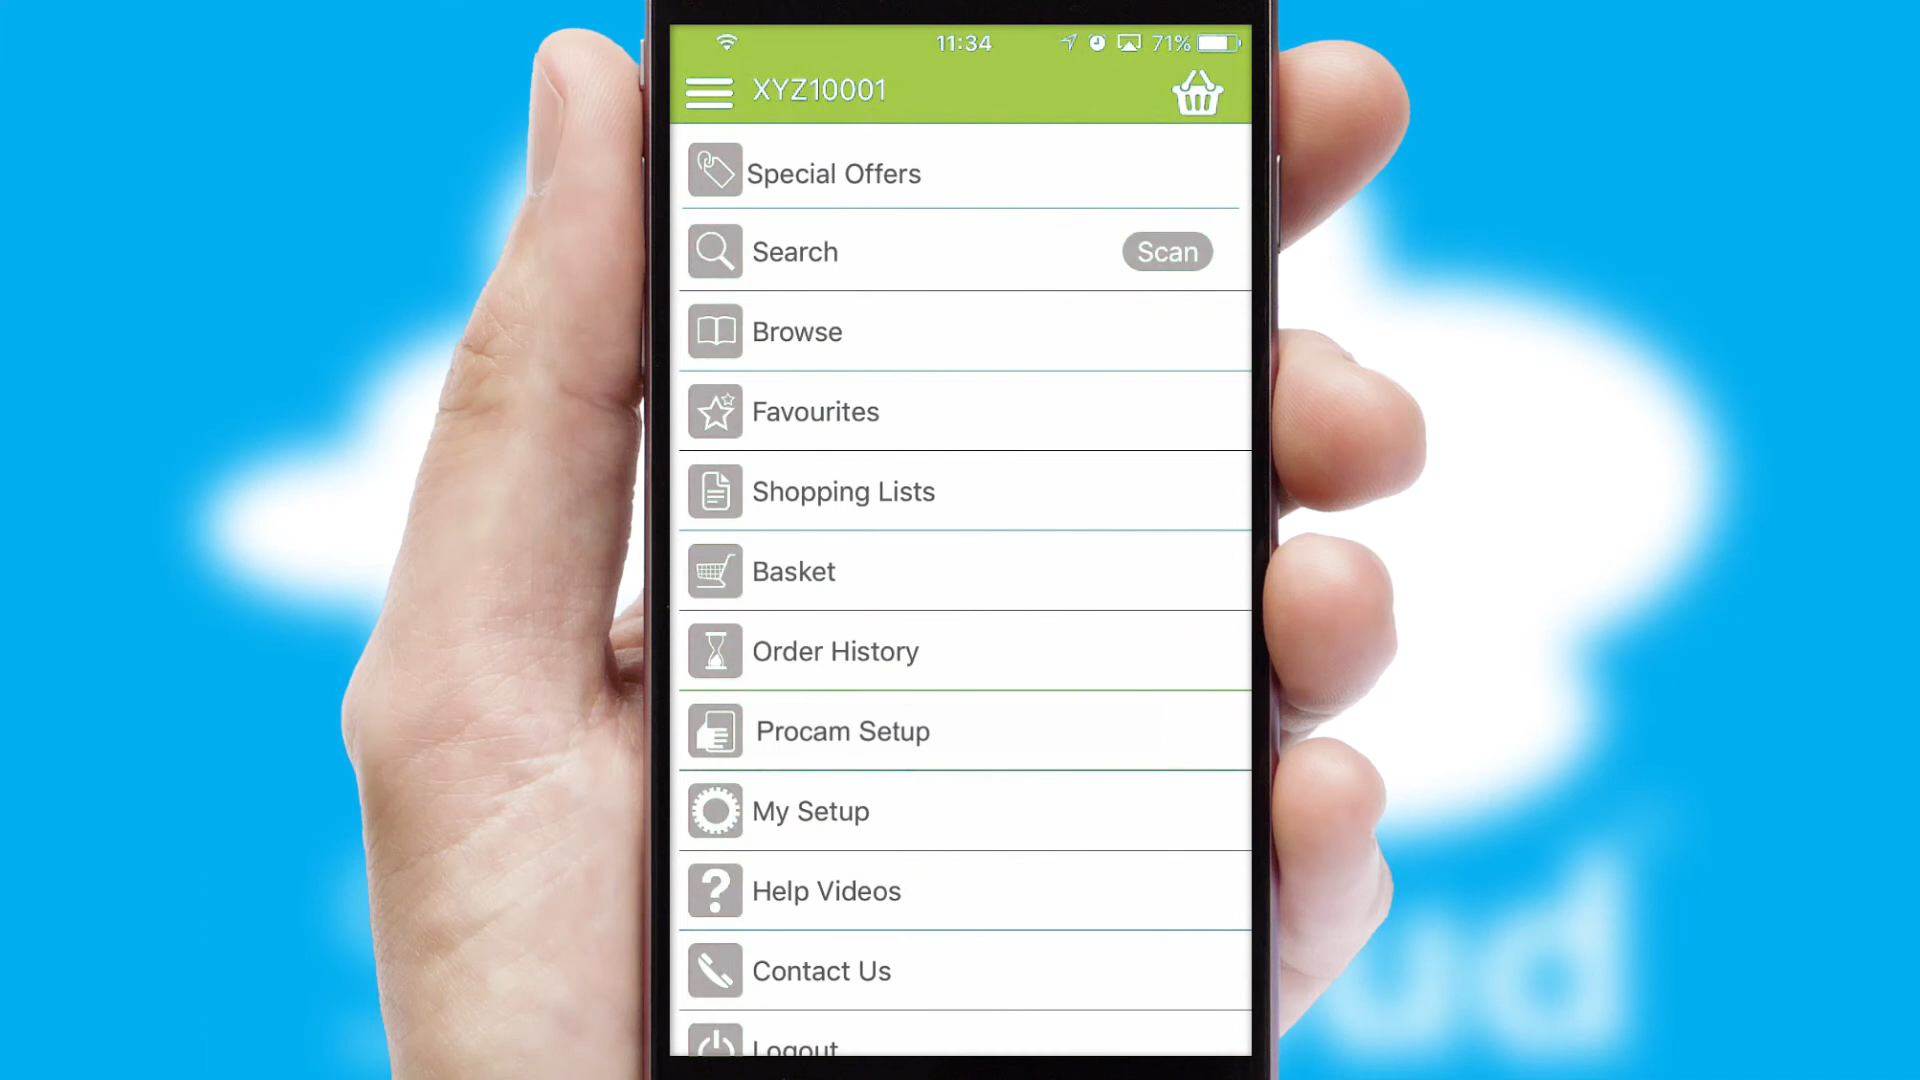 11:34 71%
XYZ10001
Special Offers
Search Scan
Browse
Favourites
Shopping Lists
Basket
Order History
Procam Setup
My Setup
Help Videos
Contact Us
Logout
ud